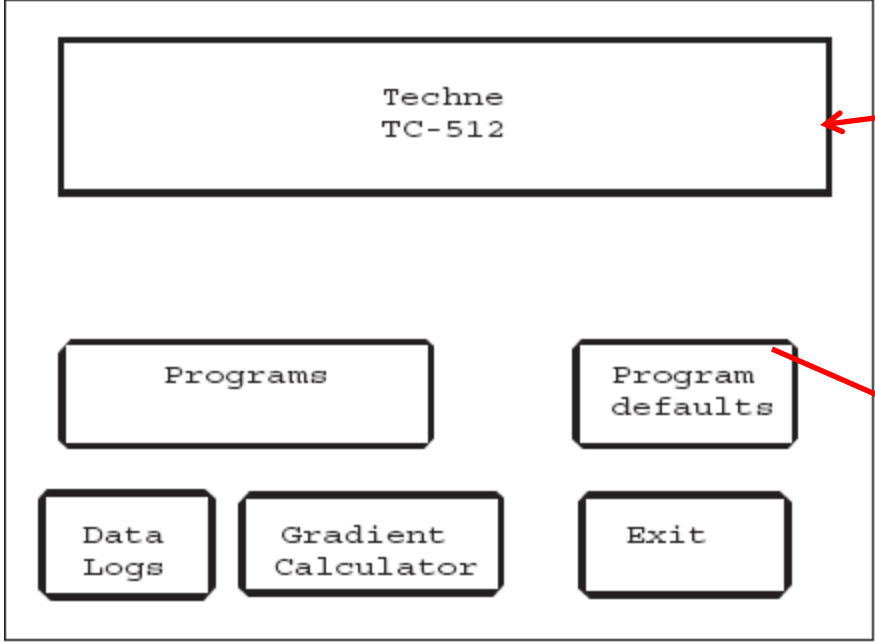 Techne
TC-512
Programs
Program
defaults
Data
Logs
Gradient
Calculator
Exit